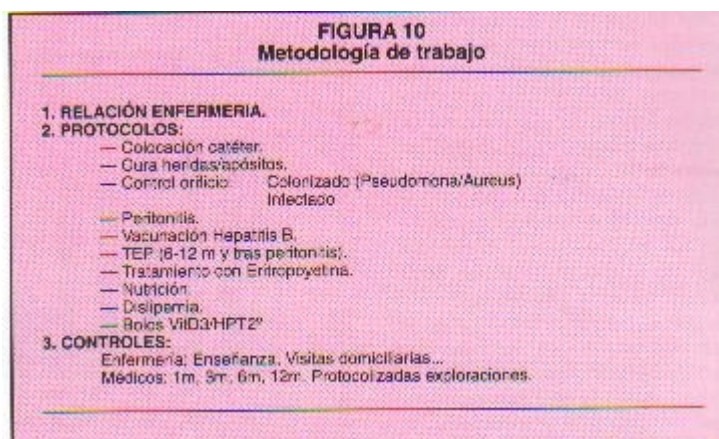 FIGURA 10
Metodología de trabajo
1. RELACIÓN ENFERMERIA.
2. PROTOCOLOS:
— Colocación catéter.
— Cura heridas/apósitos.
— Control orificio: Colonizado (Pseudomona/Aureus)
Infectado
— Peritonitis.
— Vacunación Hepatitis B.
— TEP (6-12 m y tras peritonitis).
— Tratamiento con Eritropoyetina.
— Nutrición.
— Dislipemia.
— Bolos VitD3/HPT2º
3. CONTROLES:
Enfermería: Enseñanza, Visitas domiciliarias...
Médicos: 1m, 3m, 6m, 12m. Protocolizadas exploraciones.